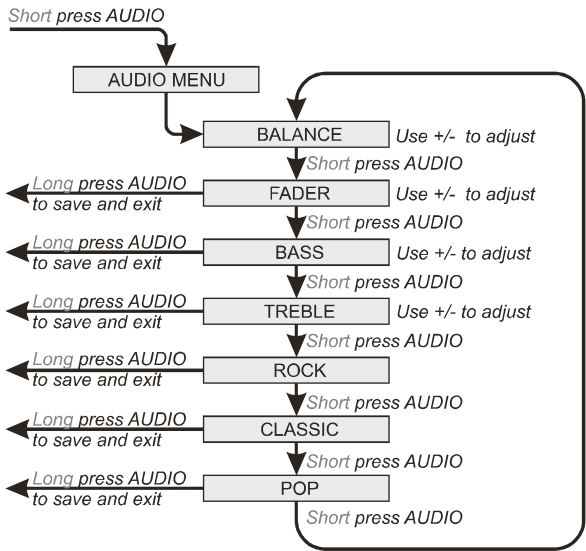 Short press AUDIO
AUDIO MENU
BALANCE Use +/- to adjust
Short press AUDIO
Long press AUDIO
to save and exit
FADER Use +/- to adjust
Short press AUDIO
Long press AUDIO
to save and exit
BASS Use +/- to adjust
Short press AUDIO
Long press AUDIO
to save and exit
TREBLE Use +/- to adjust
Short press AUDIO
Long press AUDIO
to save and exit
ROCK
Short press AUDIO
Long press AUDIO
to save and exit
CLASSIC
Short press AUDIO
Long press AUDIO
to save and exit
POP
Short press AUDIO